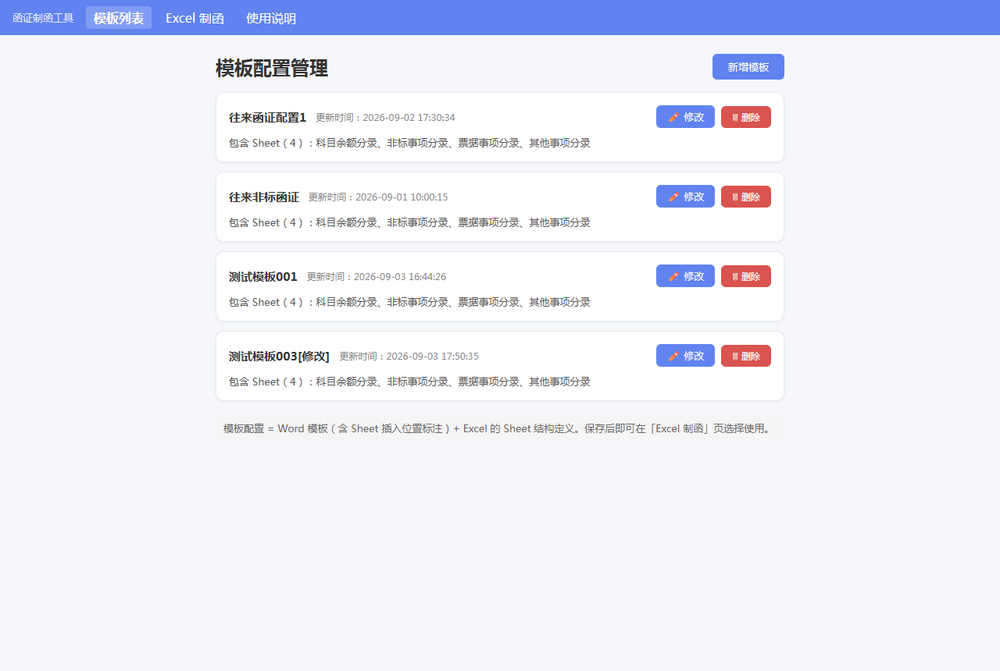 函证制函工具 模板列表 Excel 制函 使用说明
模板配置管理 新增模板
往来函证配置1 更新时间：2026-09-02 17:30:34 修改 删除
包含 Sheet（4）：科目余额分录、非标事项分录、票据事项分录、其他事项分录
往来非标函证 更新时间：2026-09-01 10:00:15 修改 删除
包含 Sheet（4）：科目余额分录、非标事项分录、票据事项分录、其他事项分录
测试模板001 更新时间：2026-09-03 16:44:26 修改 删除
包含 Sheet（4）：科目余额分录、非标事项分录、票据事项分录、其他事项分录
测试模板003[修改] 更新时间：2026-09-03 17:50:35 修改 删除
包含 Sheet（4）：科目余额分录、非标事项分录、票据事项分录、其他事项分录
模板配置 = Word 模板（含 Sheet 插入位置标注）+ Excel 的 Sheet 结构定义。保存后即可在「Excel 制函」页选择使用。